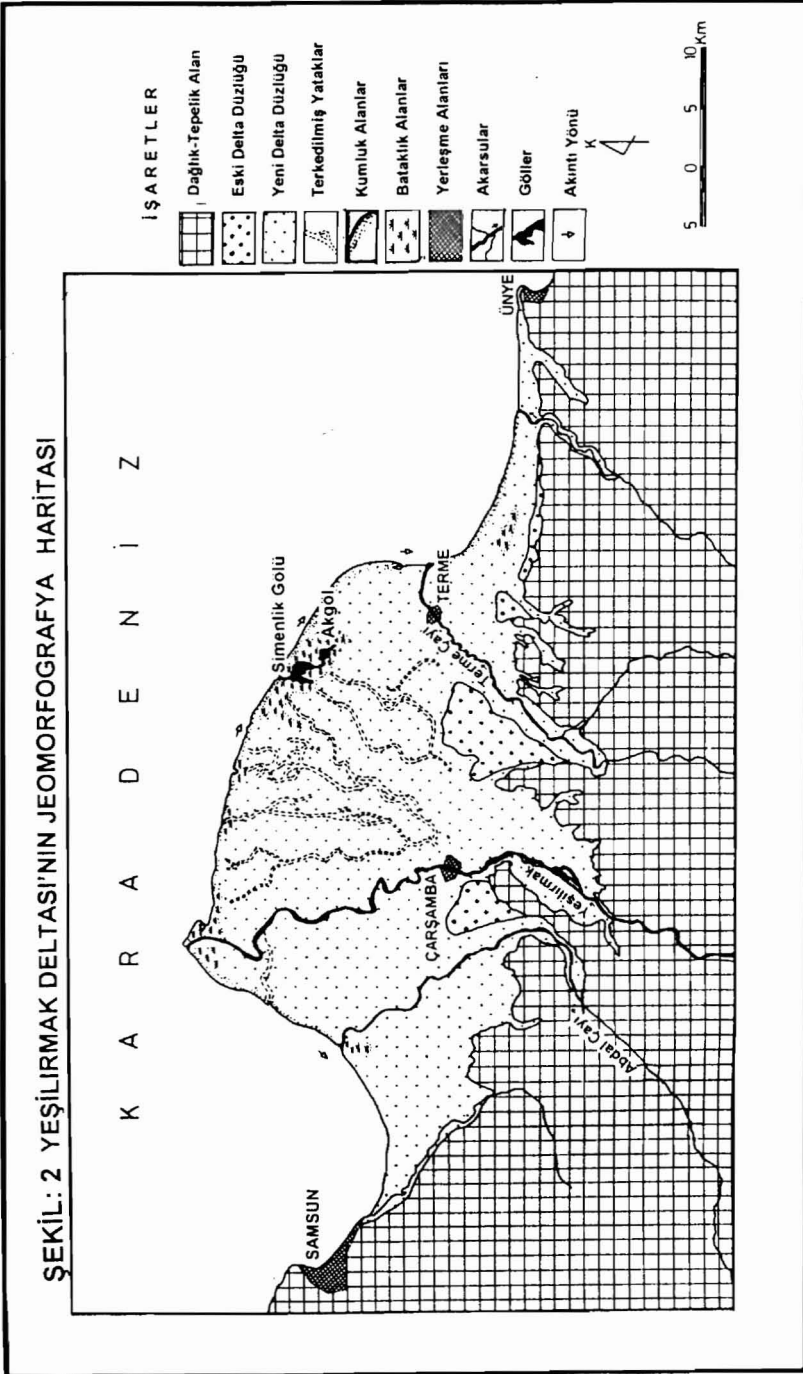 ŞEKİL: 2 YEŞİLIRMAK DELTASI'NIN JEOMORFOGRAFYA HARİTASI
K A R A D E N İ Z
SAMSUN
ÇARŞAMBA
Abdal Çayı
Yeşilırmak
Simenlik Gölü
Akgöl
Terme Çayı
TERME
ÜNYE
İŞARETLER
Dağlık-Tepelik Alan
Eski Delta Düzlüğü
Yeni Delta Düzlüğü
Terkedilmiş Yataklar
Kumluk Alanlar
Bataklık Alanlar
Yerleşme Alanları
Akarsular
Göller
Akıntı Yönü
K
5 0 5 10 Km